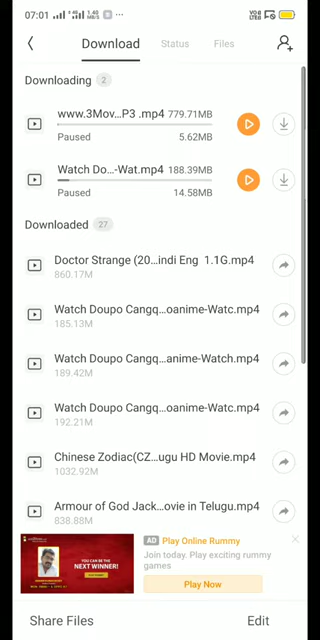 07:01
Download
Status
Files
Downloading 2
www.3Mov...P3 .mp4 779.71MB
Paused 5.62MB
Watch Do...-Wat.mp4 188.39MB
Paused 14.58MB
Downloaded 27
Doctor Strange (20...indi Eng 1.1G.mp4
860.17M
Watch Doupo Cangq...oanime-Watc.mp4
185.13M
Watch Doupo Cangq...anime-Watch.mp4
189.42M
Watch Doupo Cangq...oanime-Watc.mp4
192.21M
Chinese Zodiac(CZ...ugu HD Movie.mp4
1032.92M
Armour of God Jack...ovie in Telugu.mp4
838.88M
YOU CAN BE THE
NEXT WINNER!
AD Play Online Rummy
Join today. Play exciting rummy
games
Play Now
Share Files
Edit